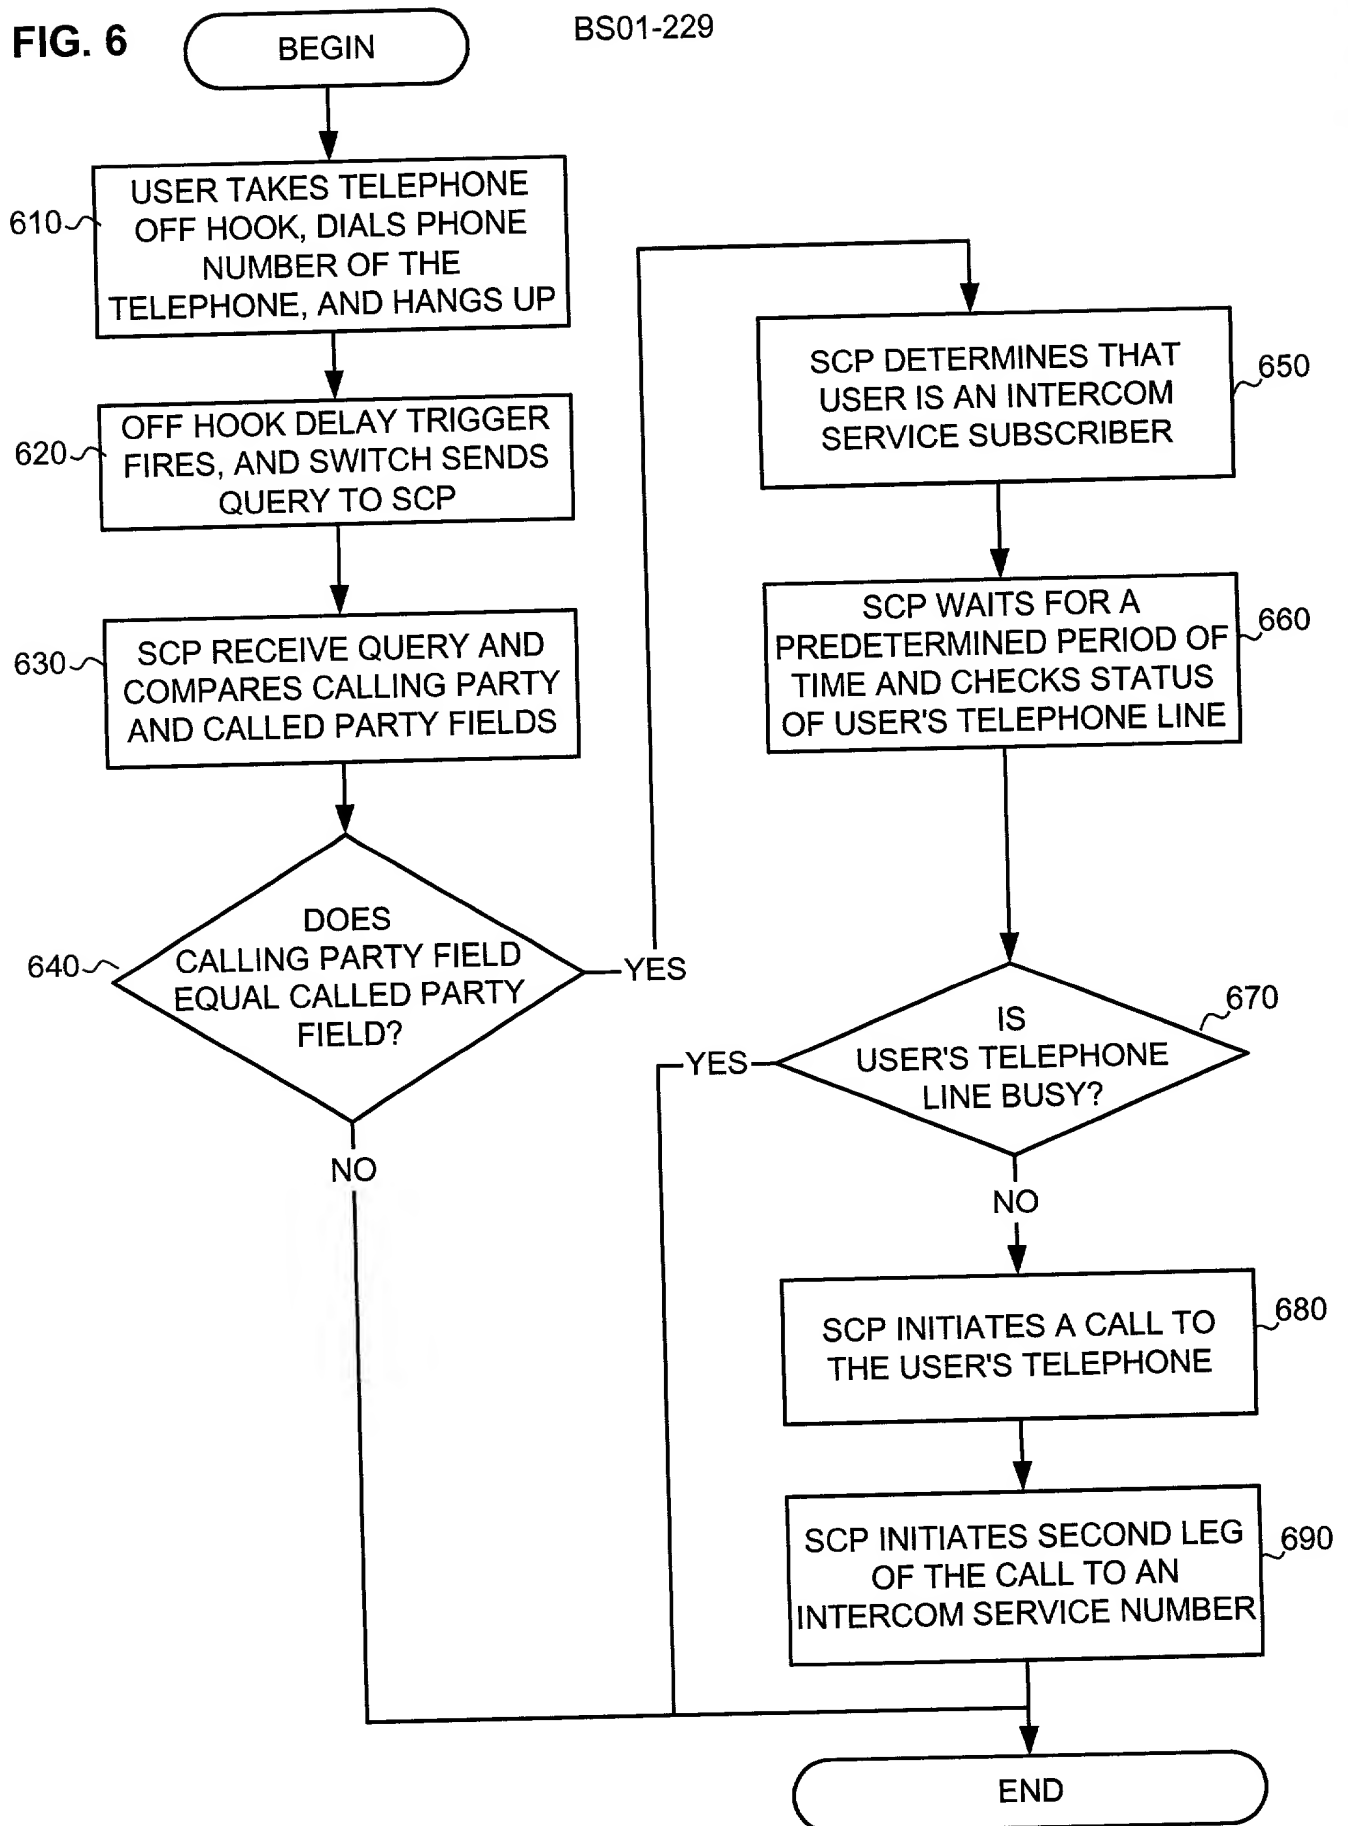 FIG. 6
BS01-229
BEGIN
610
USER TAKES TELEPHONE
OFF HOOK, DIALS PHONE
NUMBER OF THE
TELEPHONE, AND HANGS UP
620
OFF HOOK DELAY TRIGGER
FIRES, AND SWITCH SENDS
QUERY TO SCP
630
SCP RECEIVE QUERY AND
COMPARES CALLING PARTY
AND CALLED PARTY FIELDS
640
DOES
CALLING PARTY FIELD
EQUAL CALLED PARTY
FIELD?
YES
NO
650
SCP DETERMINES THAT
USER IS AN INTERCOM
SERVICE SUBSCRIBER
660
SCP WAITS FOR A
PREDETERMINED PERIOD OF
TIME AND CHECKS STATUS
OF USER'S TELEPHONE LINE
670
IS
USER'S TELEPHONE
LINE BUSY?
YES
NO
680
SCP INITIATES A CALL TO
THE USER'S TELEPHONE
690
SCP INITIATES SECOND LEG
OF THE CALL TO AN
INTERCOM SERVICE NUMBER
END